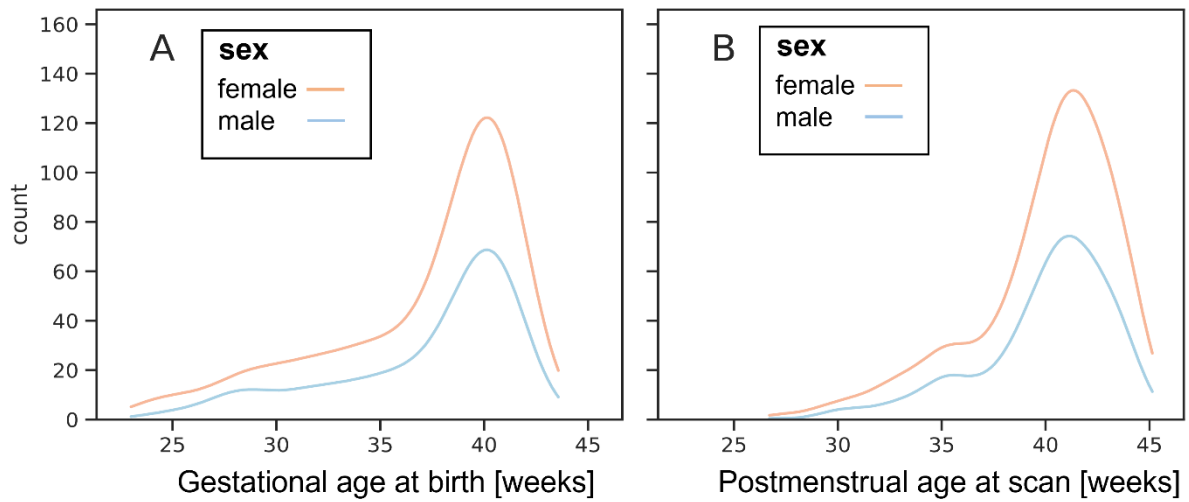 A
sex
female
male
160
140
120
100
80
60
40
20
0
count
25 30 35 40 45
Gestational age at birth [weeks]
B
sex
female
male
25 30 35 40 45
Postmenstrual age at scan [weeks]